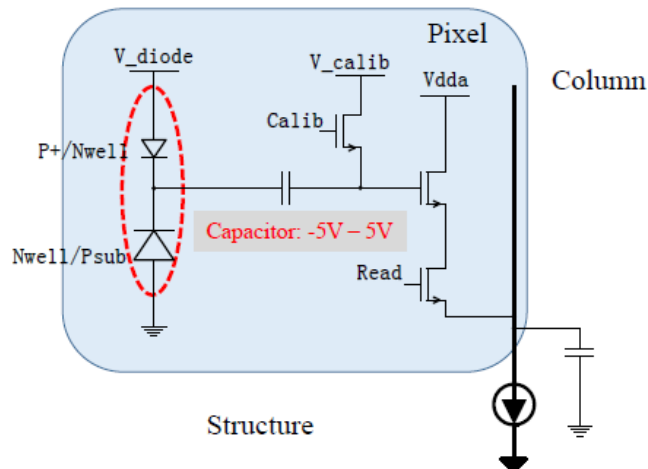 Pixel
V_diode
V_calib
Vdda
Column
Calib
P+/Nwell
Capacitor: -5V – 5V
Nwell/Psub
Read
Structure